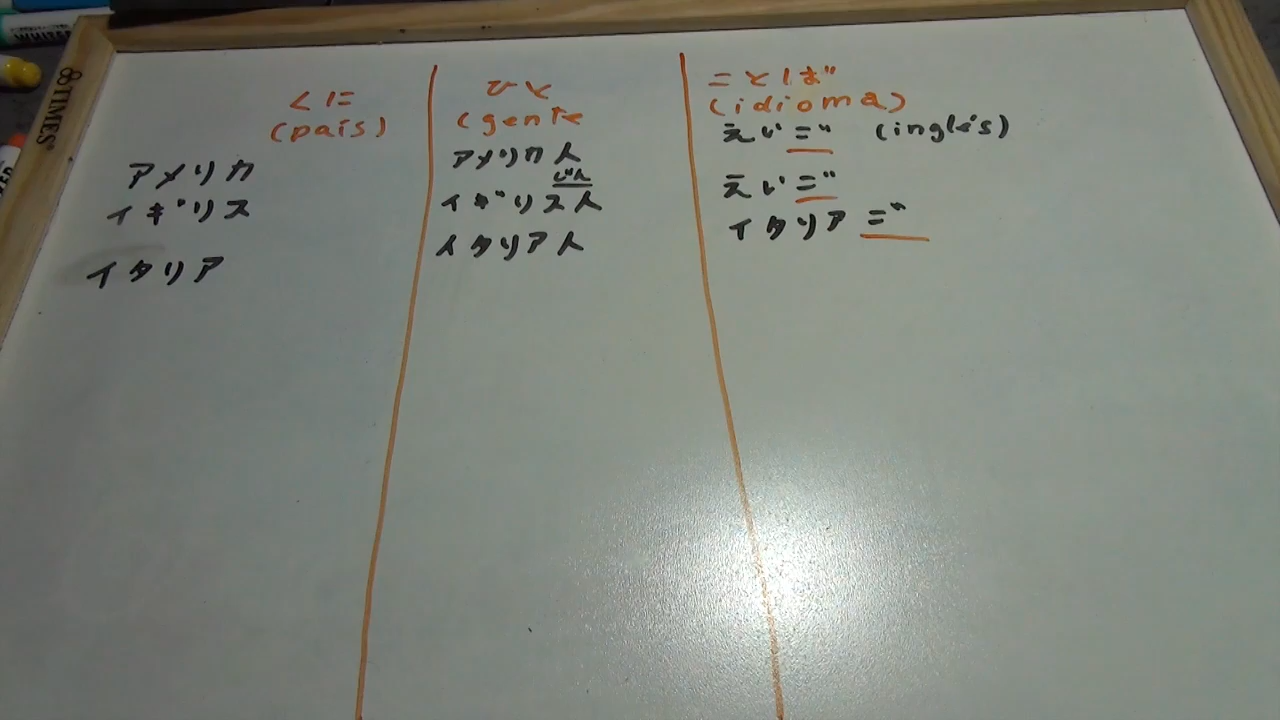 TIMES
くに
(país)
アメリカ
イギリス
イタリア
ひと
(gente
アメリカ人
じん
イギリス人
イタリア人
ことば
(idioma)
えいご (inglés)
えいご
イタリアご